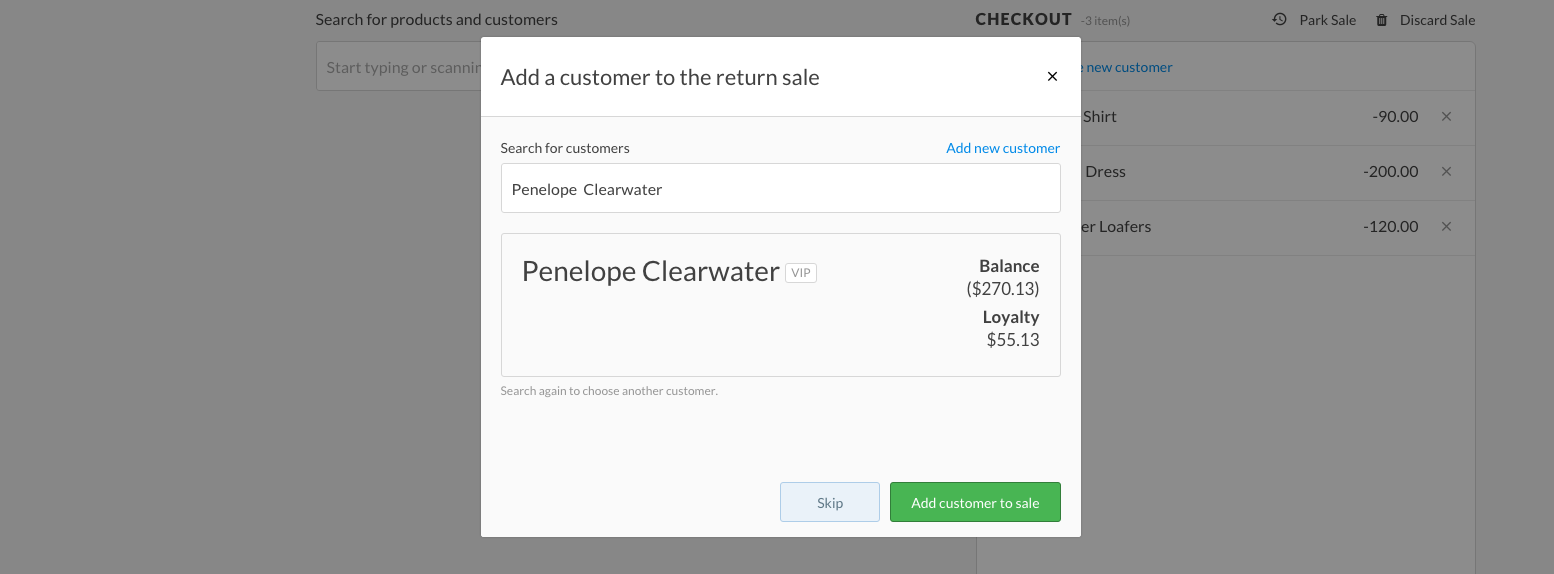 Search for products and customers
CHECKOUT -3 item(s) Park Sale Discard Sale
Start typing or scannin
new customer
Add a customer to the return sale
Shirt -90.00
Dress -200.00
er Loafers -120.00
Search for customers Add new customer
Penelope Clearwater
Penelope Clearwater VIP
Balance
($270.13)
Loyalty
$55.13
Search again to choose another customer.
Skip Add customer to sale